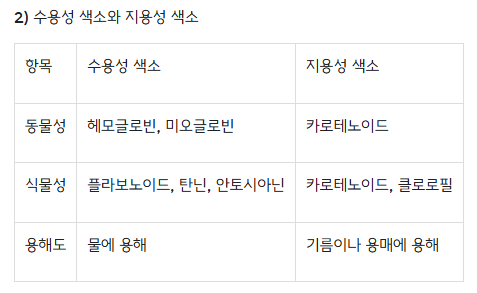 2) 수용성 색소와 지용성 색소
항목 수용성 색소 지용성 색소
동물성 헤모글로빈, 미오글로빈 카로테노이드
식물성 플라보노이드, 탄닌, 안토시아닌 카로테노이드, 클로로필
용해도 물에 용해 기름이나 용매에 용해